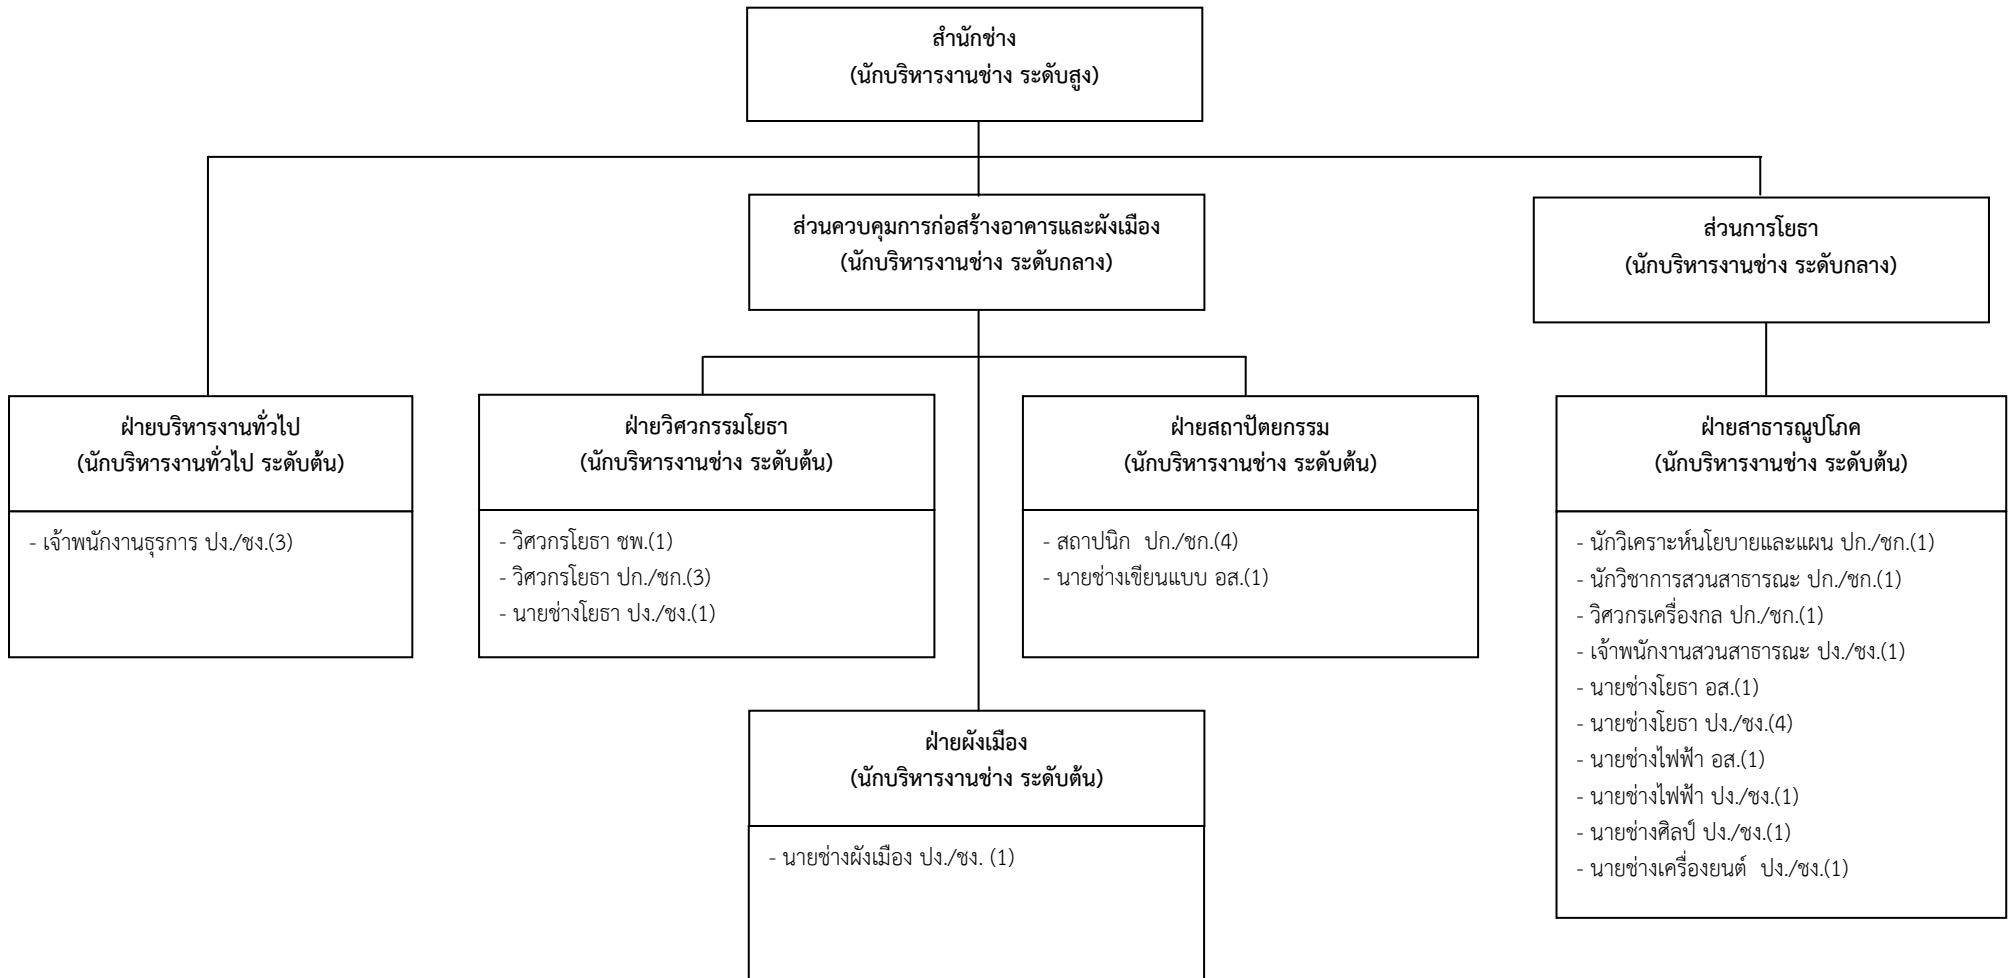 สำนักช่าง
(นักบริหารงานช่าง ระดับสูง)
ส่วนควบคุมการก่อสร้างอาคารและผังเมือง
(นักบริหารงานช่าง ระดับกลาง)
ส่วนการโยธา
(นักบริหารงานช่าง ระดับกลาง)
ฝ่ายบริหารงานทั่วไป
(นักบริหารงานทั่วไป ระดับต้น)
- เจ้าพนักงานธุรการ ปง./ชง.(3)
ฝ่ายวิศวกรรมโยธา
(นักบริหารงานช่าง ระดับต้น)
- วิศวกรโยธา ชพ.(1)
- วิศวกรโยธา ปก./ชก.(3)
- นายช่างโยธา ปง./ชง.(1)
ฝ่ายสถาปัตยกรรม
(นักบริหารงานช่าง ระดับต้น)
- สถาปนิก ปก./ชก.(4)
- นายช่างเขียนแบบ อส.(1)
ฝ่ายสาธารณูปโภค
(นักบริหารงานช่าง ระดับต้น)
- นักวิเคราะห์นโยบายและแผน ปก./ชก.(1)
- นักวิชาการสวนสาธารณะ ปก./ชก.(1)
- วิศวกรเครื่องกล ปก./ชก.(1)
- เจ้าพนักงานสวนสาธารณะ ปง./ชง.(1)
- นายช่างโยธา อส.(1)
- นายช่างโยธา ปง./ชง.(4)
- นายช่างไฟฟ้า อส.(1)
- นายช่างไฟฟ้า ปง./ชง.(1)
- นายช่างศิลป์ ปง./ชง.(1)
- นายช่างเครื่องยนต์ ปง./ชง.(1)
ฝ่ายผังเมือง
(นักบริหารงานช่าง ระดับต้น)
- นายช่างผังเมือง ปง./ชง. (1)